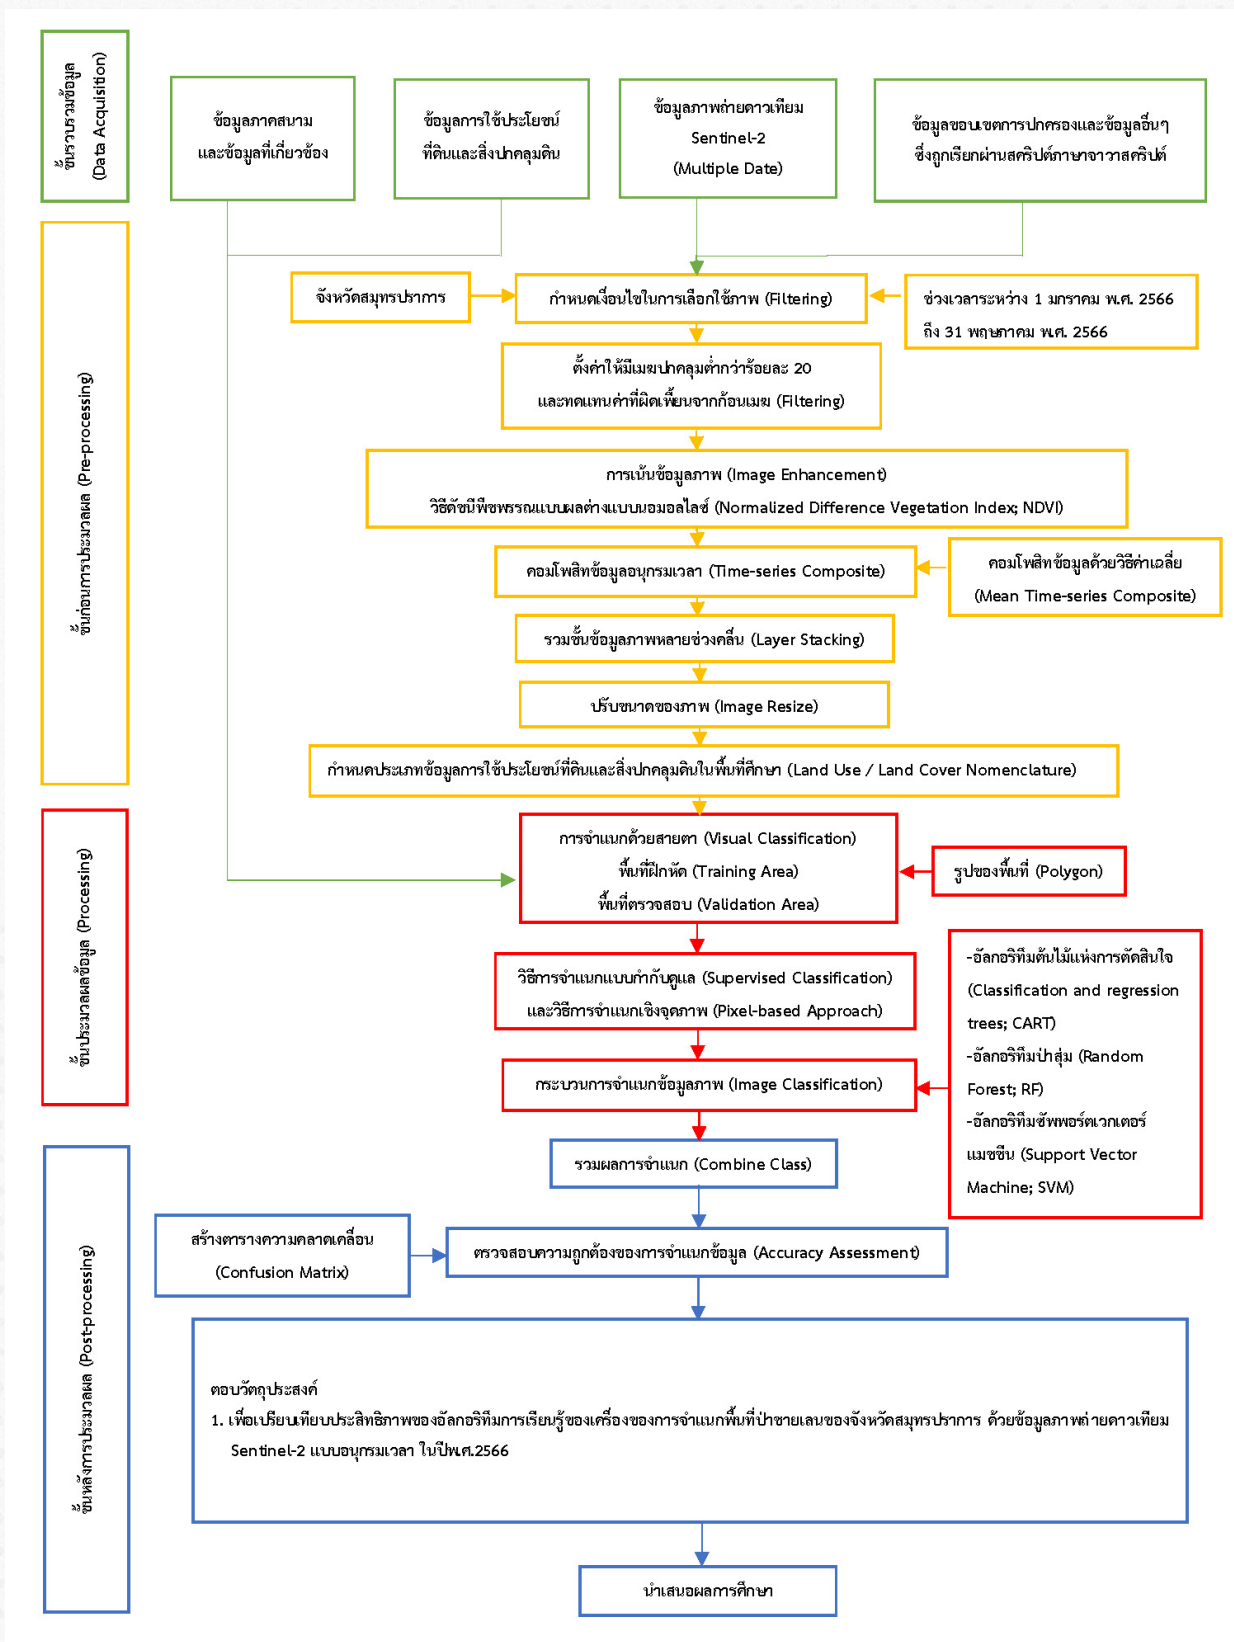 ขั้นรวบรวมข้อมูล
(Data Acquisition)
ข้อมูลภาคสนาม
และข้อมูลที่เกี่ยวข้อง
ข้อมูลการใช้ประโยชน์
ที่ดินและสิ่งปกคลุมดิน
ข้อมูลภาพถ่ายดาวเทียม
Sentinel-2
(Multiple Date)
ข้อมูลขอบเขตการปกครองและข้อมูลอื่นๆ
ซึ่งถูกเรียกผ่านสคริปต์ภาษาจาวาสคริปต์
ขั้นก่อนการประมวลผล (Pre-processing)
จังหวัดสมุทรปราการ
กำหนดเงื่อนไขในการเลือกใช้ภาพ (Filtering)
ช่วงเวลาระหว่าง 1 มกราคม พ.ศ. 2566
ถึง 31 พฤษภาคม พ.ศ. 2566
ตั้งค่าให้มีเมฆปกคลุมต่ำกว่าร้อยละ 20
และทดแทนค่าที่ผิดเพี้ยนจากก้อนเมฆ (Filtering)
การเน้นข้อมูลภาพ (Image Enhancement)
วิธีดัชนีพืชพรรณแบบผลต่างแบบนอมอลไลซ์ (Normalized Difference Vegetation Index; NDVI)
คอมโพสิทข้อมูลอนุกรมเวลา (Time-series Composite)
คอมโพสิทข้อมูลด้วยวิธีค่าเฉลี่ย
(Mean Time-series Composite)
รวมชั้นข้อมูลภาพหลายช่วงคลื่น (Layer Stacking)
ปรับขนาดของภาพ (Image Resize)
กำหนดประเภทข้อมูลการใช้ประโยชน์ที่ดินและสิ่งปกคลุมดินในพื้นที่ศึกษา (Land Use / Land Cover Nomenclature)
ขั้นประมวลผลข้อมูล (Processing)
การจำแนกด้วยสายตา (Visual Classification)
พื้นที่ฝึกหัด (Training Area)
พื้นที่ตรวจสอบ (Validation Area)
รูปของพื้นที่ (Polygon)
วิธีการจำแนกแบบกำกับดูแล (Supervised Classification)
และวิธีการจำแนกเชิงจุดภาพ (Pixel-based Approach)
กระบวนการจำแนกข้อมูลภาพ (Image Classification)
-อัลกอริทึมต้นไม้แห่งการตัดสินใจ
(Classification and regression
trees; CART)
-อัลกอริทึมป่าสุ่ม (Random
Forest; RF)
-อัลกอริทึมซัพพอร์ตเวกเตอร์
แมชชีน (Support Vector
Machine; SVM)
ขั้นหลังการประมวลผล (Post-processing)
รวมผลการจำแนก (Combine Class)
สร้างตารางความคลาดเคลื่อน
(Confusion Matrix)
ตรวจสอบความถูกต้องของการจำแนกข้อมูล (Accuracy Assessment)
ตอบวัตถุประสงค์
1. เพื่อเปรียบเทียบประสิทธิภาพของอัลกอริทึมการเรียนรู้ของเครื่องของการจำแนกพื้นที่ป่าชายเลนของจังหวัดสมุทรปราการ ด้วยข้อมูลภาพถ่ายดาวเทียม
Sentinel-2 แบบอนุกรมเวลา ในปีพ.ศ.2566
นำเสนอผลการศึกษา